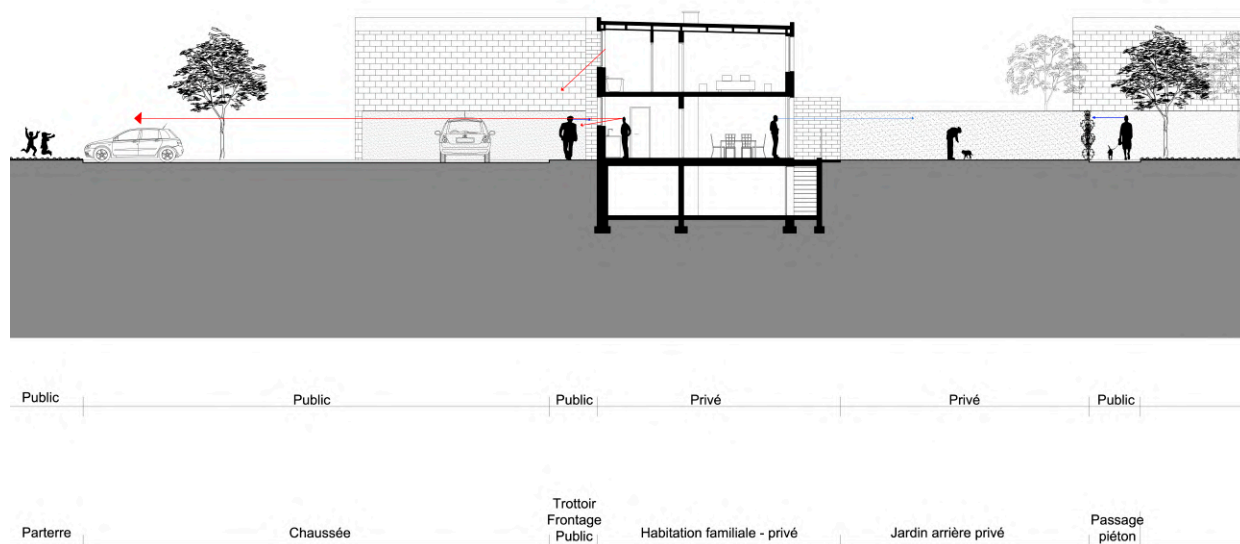 Public
Public
Public
Privé
Privé
Public
Parterre
Chaussée
Trottoir
Frontage
Public
Habitation familiale - privé
Jardin arrière privé
Passage
piéton